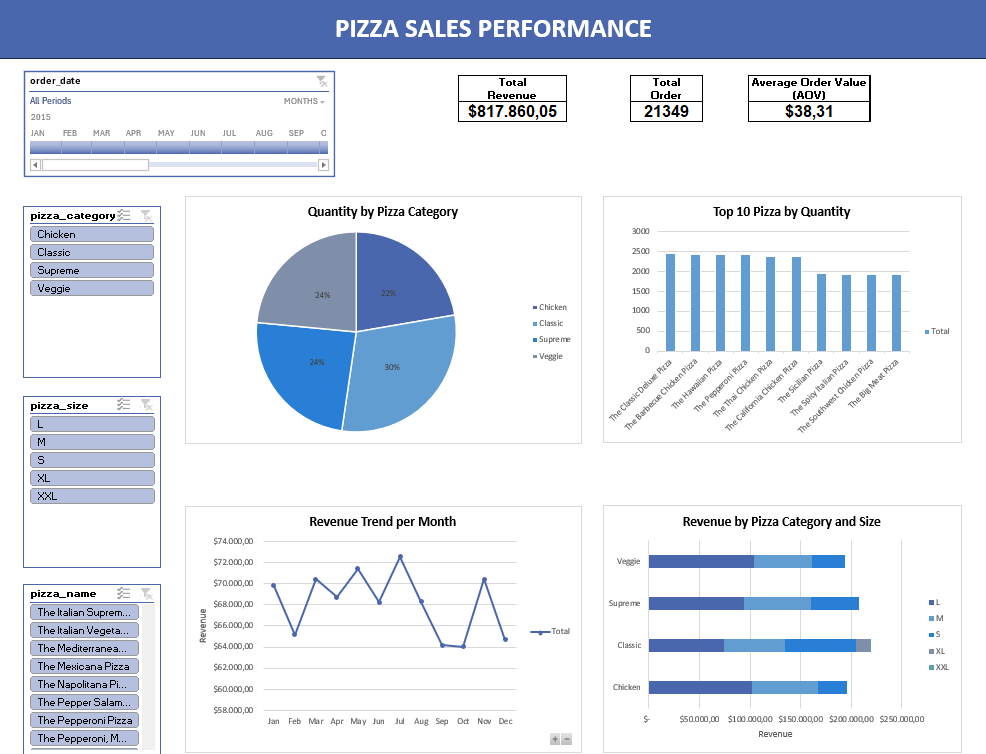 PIZZA SALES PERFORMANCE
order_date
All Periods
MONTHS
2015
JAN FEB MAR APR MAY JUN JUL AUG SEP O
Total
Revenue
$817.860,05
Total
Order
21349
Average Order Value
(AOV)
$38,31
pizza_category
Chicken
Classic
Supreme
Veggie
pizza_size
L
M
S
XL
XXL
pizza_name
The Italian Suprem...
The Italian Vegeta...
The Mediterranea...
The Mexicana Pizza
The Napolitana Pi...
The Pepper Salam...
The Pepperoni Pizza
The Pepperoni, M...
Quantity by Pizza Category
24%
22%
24%
30%
Chicken
Classic
Supreme
Veggie
Top 10 Pizza by Quantity
3000
2500
2000
1500
1000
500
0
The Classic Deluxe Pizza
The Barbecue Chicken Pizza
The Hawaiian Pizza
The Pepperoni Pizza
The Thai Chicken Pizza
The California Chicken Pizza
The Sicilian Pizza
The Spicy Italian Pizza
The Southwest Chicken Pizza
The Big Meat Pizza
Total
Revenue Trend per Month
Revenue
$74.000,00
$72.000,00
$70.000,00
$68.000,00
$66.000,00
$64.000,00
$62.000,00
$60.000,00
$58.000,00
Jan Feb Mar Apr May Jun Jul Aug Sep Oct Nov Dec
Total
Revenue by Pizza Category and Size
Veggie
Supreme
Classic
Chicken
$- $50.000,00 $100.000,00 $150.000,00 $200.000,00 $250.000,00
Revenue
L
M
S
XL
XXL